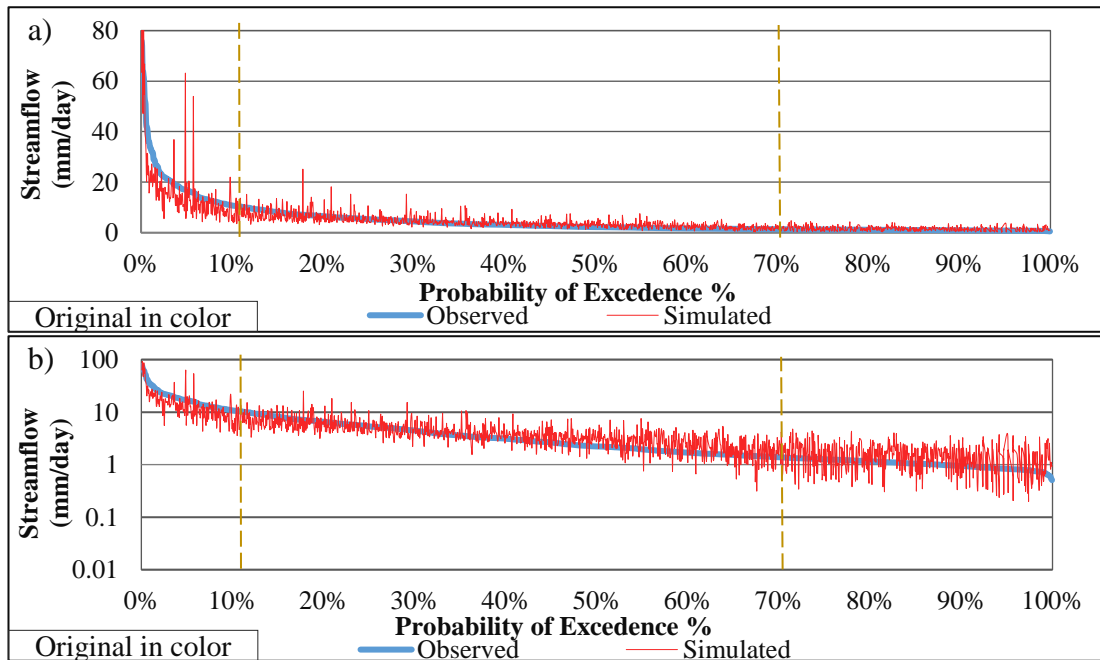 a)
Streamflow
(mm/day)
80
60
40
20
0
0% 10% 20% 30% 40% 50% 60% 70% 80% 90% 100%
Probability of Excedence %
Original in color
Observed Simulated
b)
Streamflow
(mm/day)
100
10
1
0.1
0.01
0% 10% 20% 30% 40% 50% 60% 70% 80% 90% 100%
Probability of Excedence %
Original in color
Observed Simulated